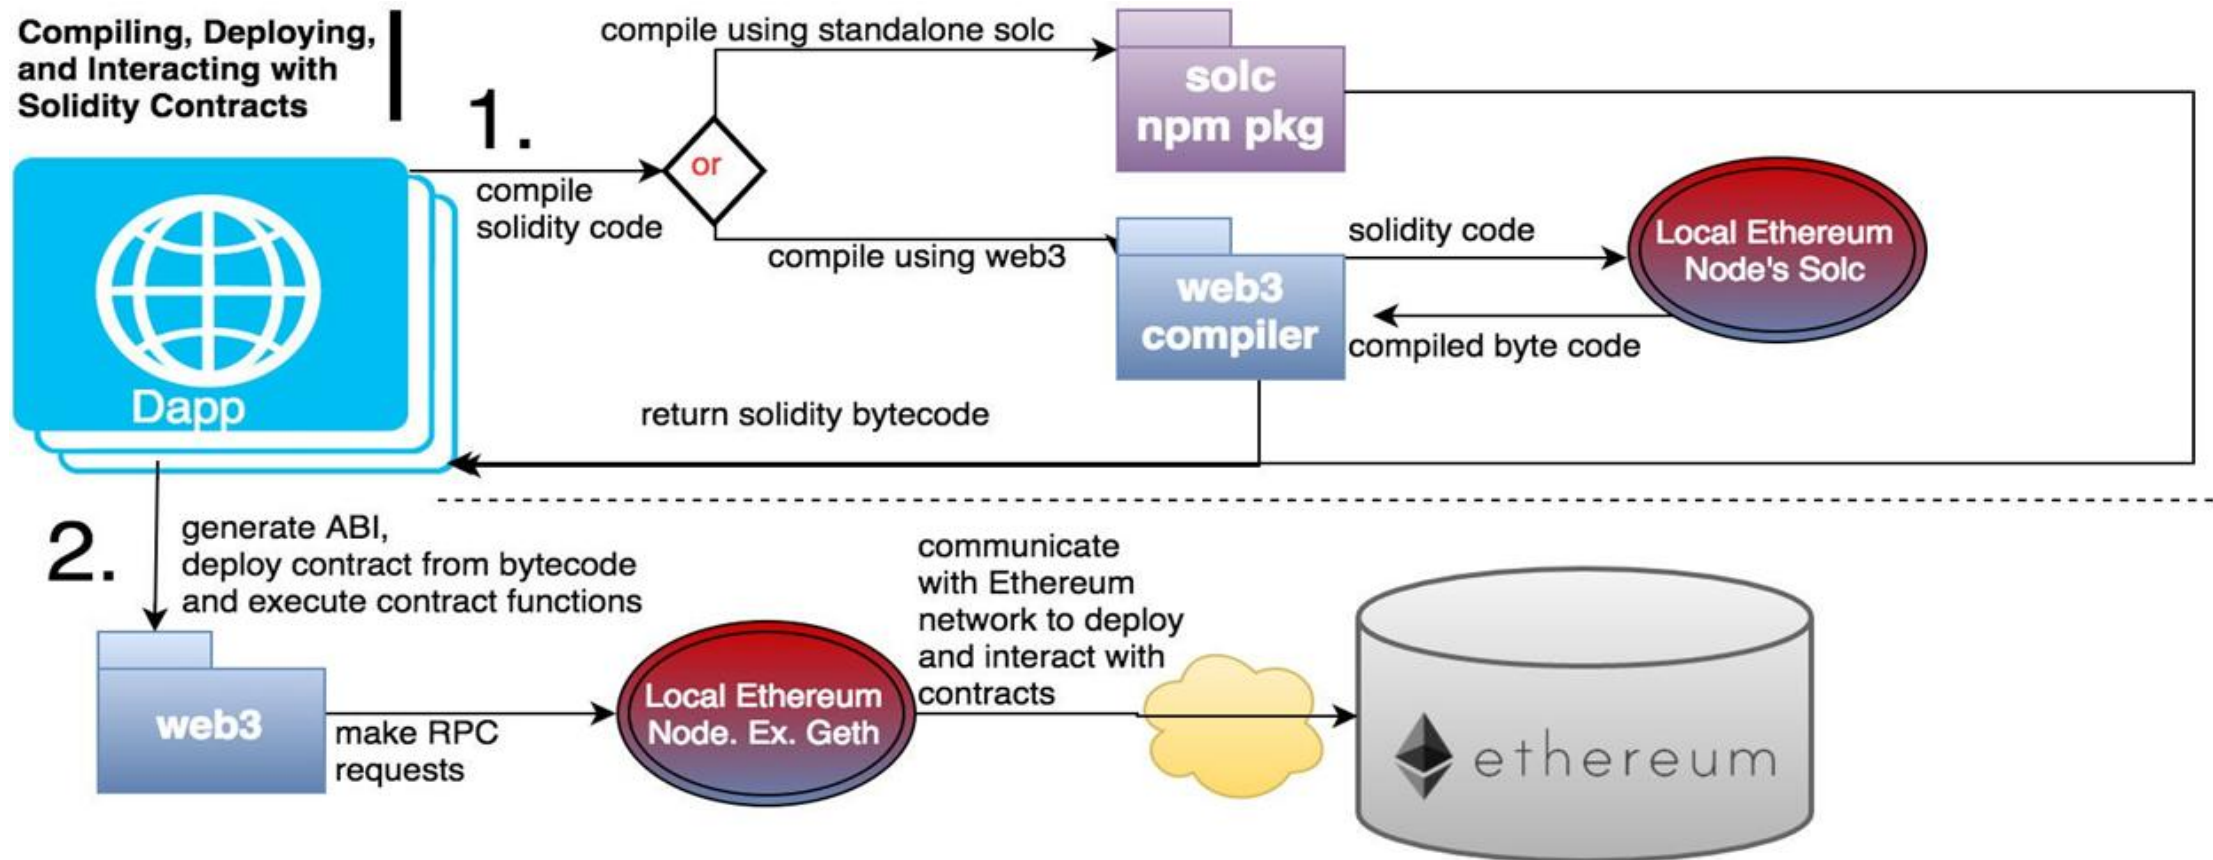 Compiling, Deploying,
and Interacting with
Solidity Contracts
1.
compile using standalone solc
solc
npm pkg
or
compile
solidity code
compile using web3
web3
compiler
solidity code
Local Ethereum
Node's Solc
compiled byte code
Dapp
return solidity bytecode
2.
generate ABI,
deploy contract from bytecode
and execute contract functions
web3
make RPC
requests
Local Ethereum
Node. Ex. Geth
communicate
with Ethereum
network to deploy
and interact with
contracts
ethereum